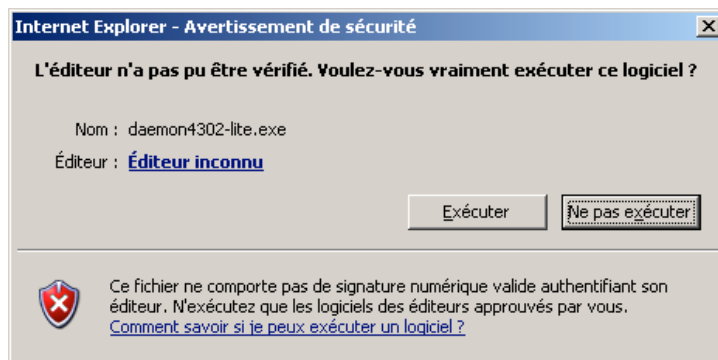 Internet Explorer - Avertissement de sécurité
L'éditeur n'a pas pu être vérifié. Voulez-vous vraiment exécuter ce logiciel ?
Nom : daemon4302-lite.exe
Éditeur : Éditeur inconnu
Exécuter Ne pas exécuter
Ce fichier ne comporte pas de signature numérique valide authentifiant son
éditeur. N'exécutez que les logiciels des éditeurs approuvés par vous.
Comment savoir si je peux exécuter un logiciel ?